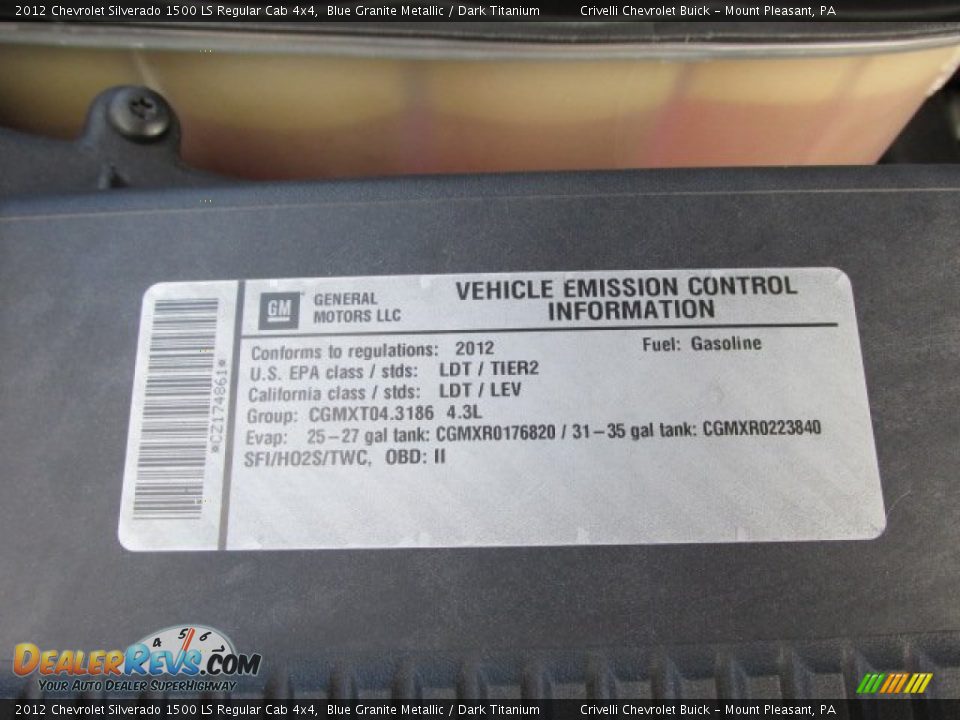 2012 Chevrolet Silverado 1500 LS Regular Cab 4x4, Blue Granite Metallic / Dark Titanium Crivelli Chevrolet Buick - Mount Pleasant, PA
GM GENERAL MOTORS LLC
VEHICLE EMISSION CONTROL
INFORMATION
Conforms to regulations: 2012 Fuel: Gasoline
U.S. EPA class / stds: LDT / TIER2
California class / stds: LDT / LEV
Group: CGMXT04.3186 4.3L
Evap: 25-27 gal tank: CGMXR0176820 / 31-35 gal tank: CGMXR0223840
SFI/HO2S/TWC, OBD: II
*CZ174861*
4 5 6
DealerRevs.com
Your Auto Dealer SuperHighway
2012 Chevrolet Silverado 1500 LS Regular Cab 4x4, Blue Granite Metallic / Dark Titanium Crivelli Chevrolet Buick - Mount Pleasant, PA